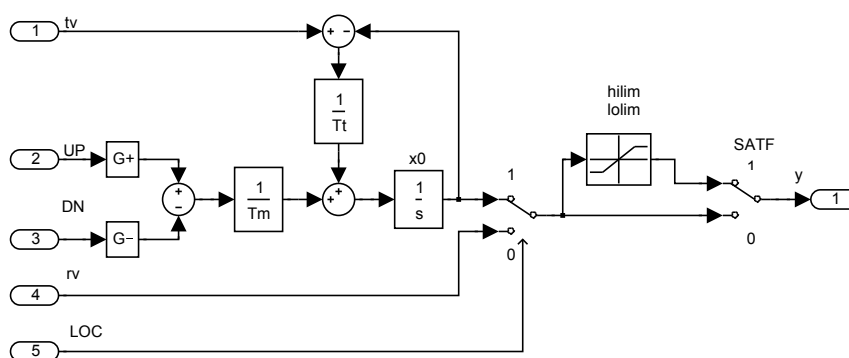 1
tv
+
−
1
Tt
hilim
lolim
2
UP
G+
+
−
1
Tm
+
+
x0
1
s
1
0
SATF
1
0
y
1
DN
3
G−
4
rv
5
LOC